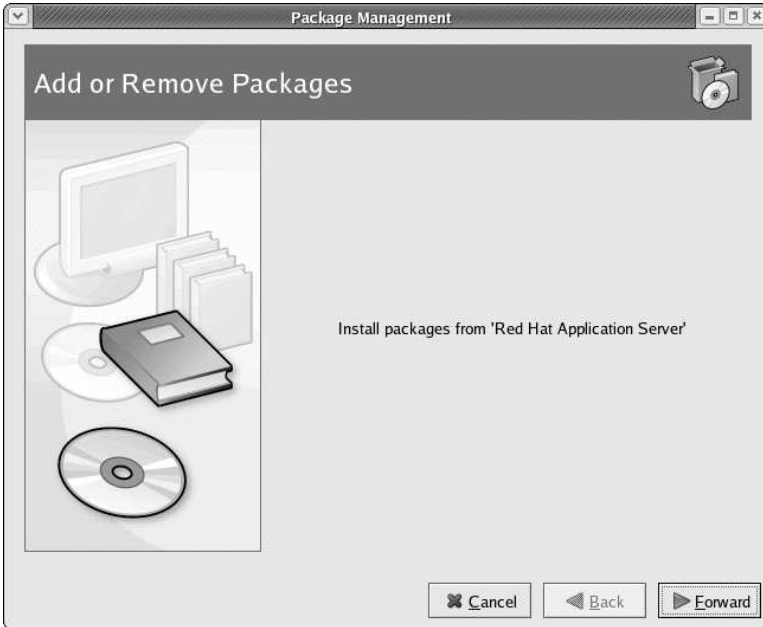 Package Management
Add or Remove Packages
Install packages from 'Red Hat Application Server'
Cancel
Back
Forward